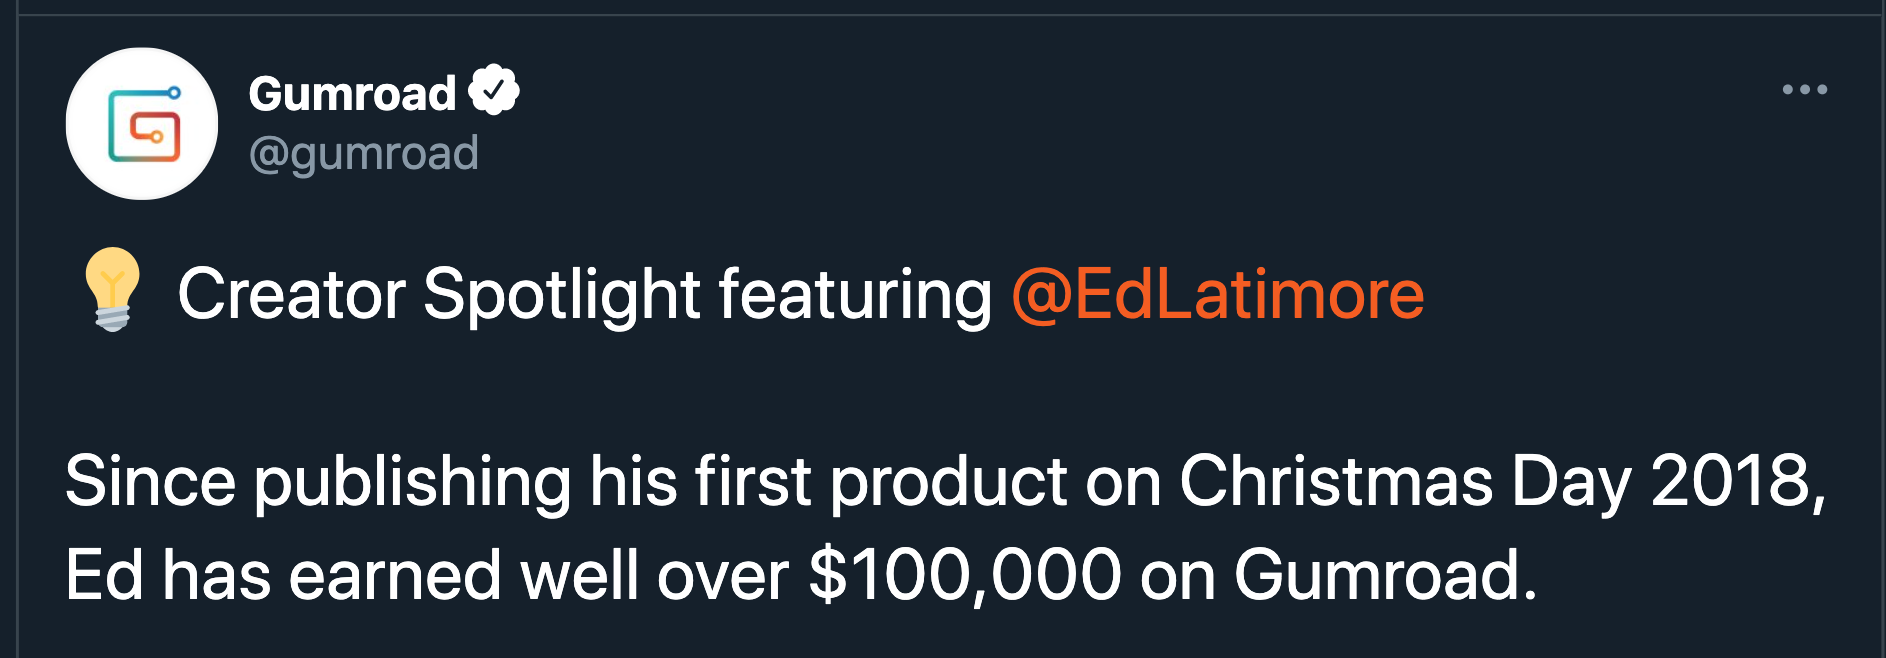 Gumroad
@gumroad
💡 Creator Spotlight featuring @EdLatimore
Since publishing his first product on Christmas Day 2018,
Ed has earned well over $100,000 on Gumroad.